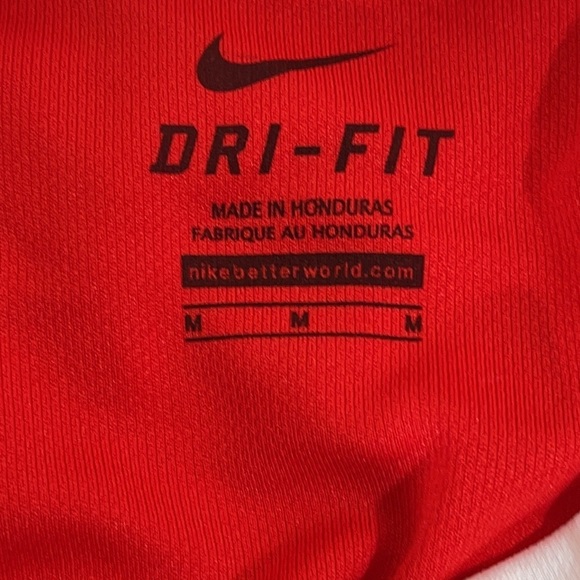 DRI-FIT
MADE IN HONDURAS
FABRIQUE AU HONDURAS
nikebetterworld.com
M M M